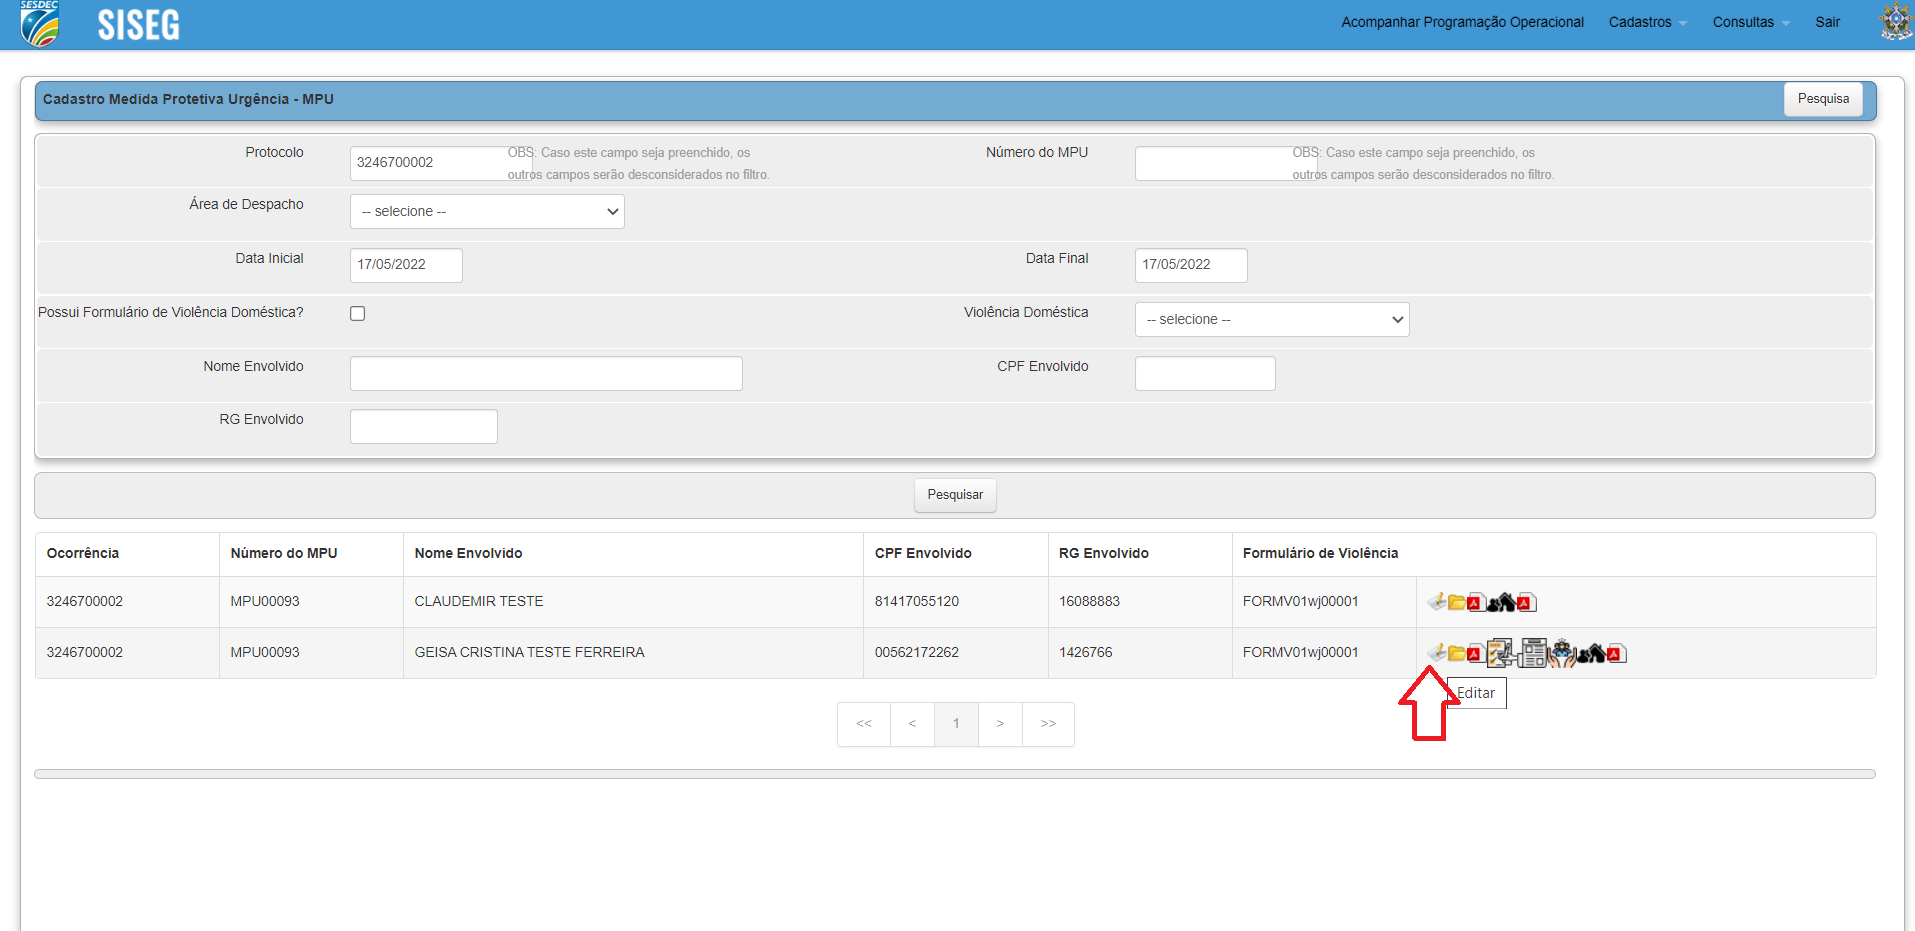 SESDEC
SISEG
Acompanhar Programação Operacional Cadastros Consultas Sair
Cadastro Medida Protetiva Urgência - MPU Pesquisa
Protocolo 3246700002 OBS: Caso este campo seja preenchido, os
outros campos serão desconsiderados no filtro.
Número do MPU OBS: Caso este campo seja preenchido, os
outros campos serão desconsiderados no filtro.
Área de Despacho -- selecione --
Data Inicial 17/05/2022 Data Final 17/05/2022
Possui Formulário de Violência Doméstica? Violência Doméstica -- selecione --
Nome Envolvido CPF Envolvido
RG Envolvido
Pesquisar
Ocorrência Número do MPU Nome Envolvido CPF Envolvido RG Envolvido Formulário de Violência
3246700002 MPU00093 CLAUDEMIR TESTE 81417055120 16088883 FORMV01wj00001
3246700002 MPU00093 GEISA CRISTINA TESTE FERREIRA 00562172262 1426766 FORMV01wj00001
Editar
<< < 1 > >>